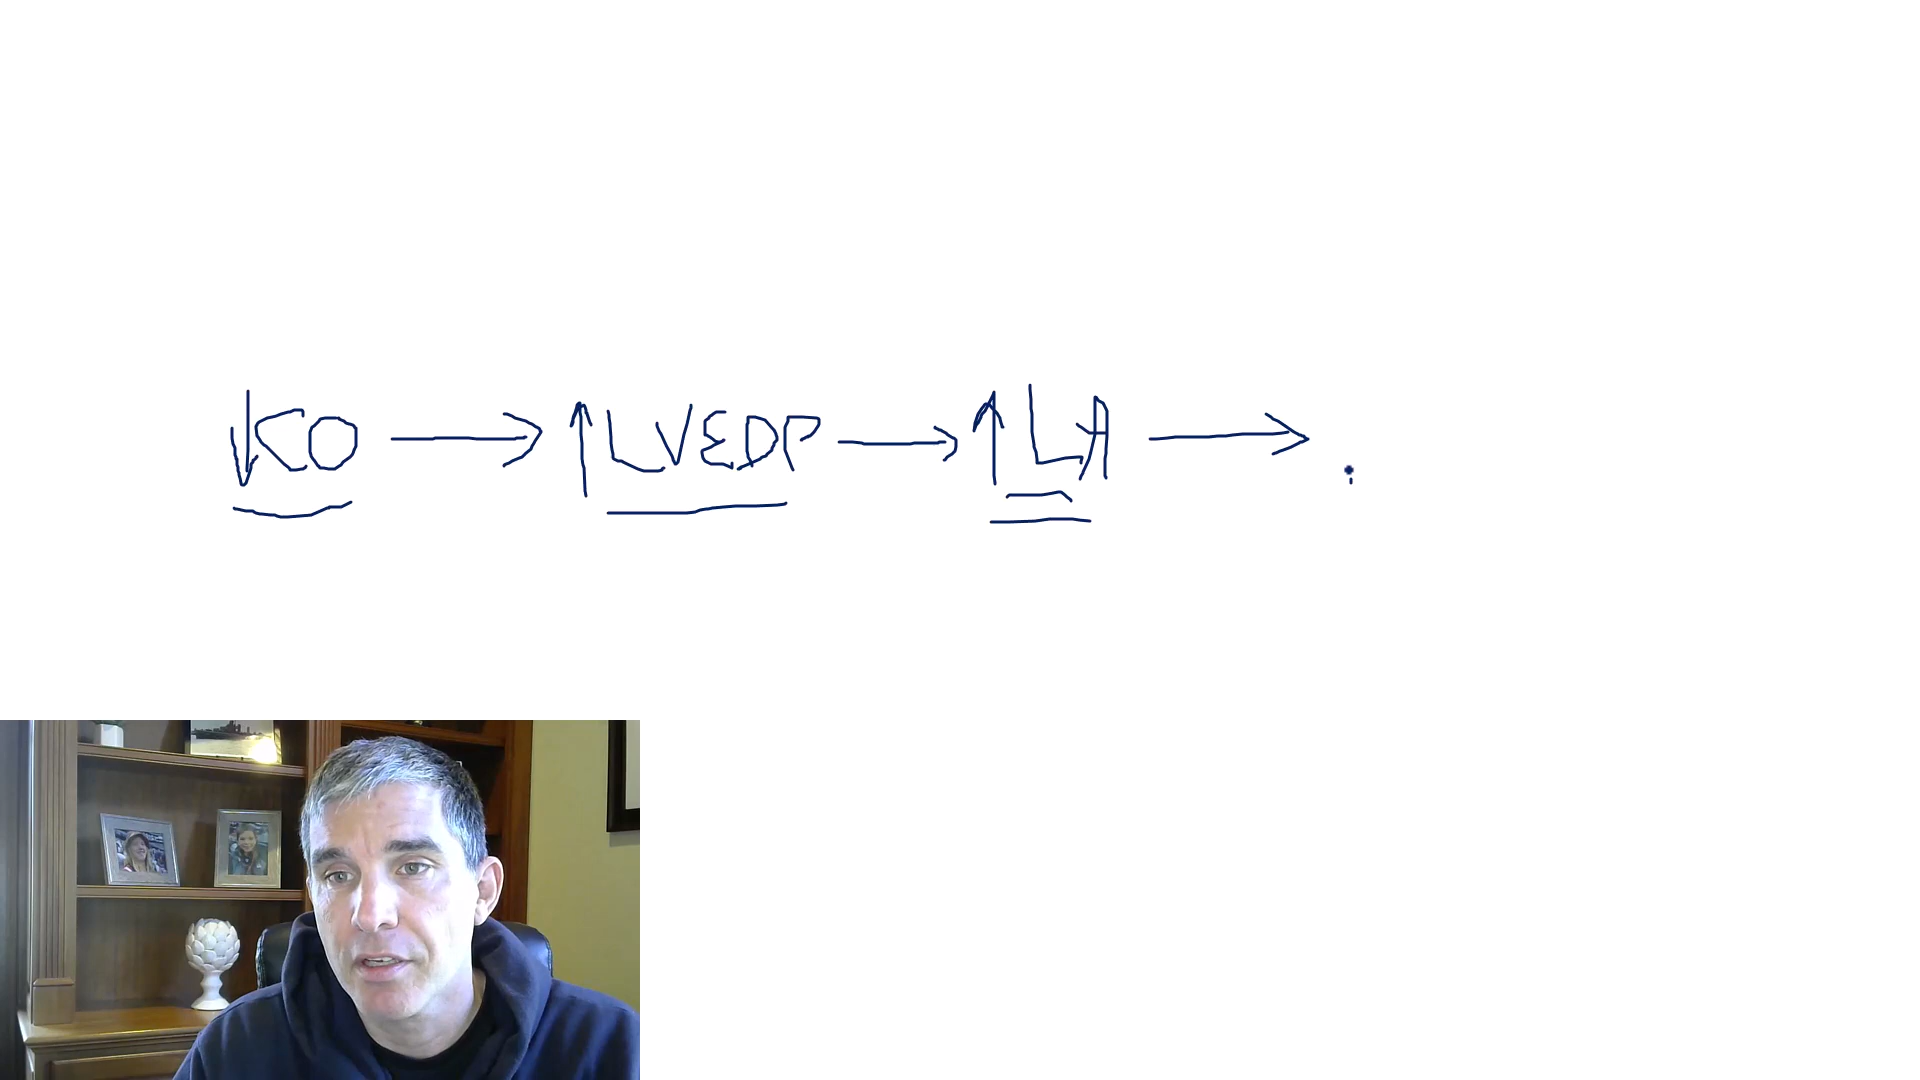 ↓CO → ↑LVEDP → ↑LA →